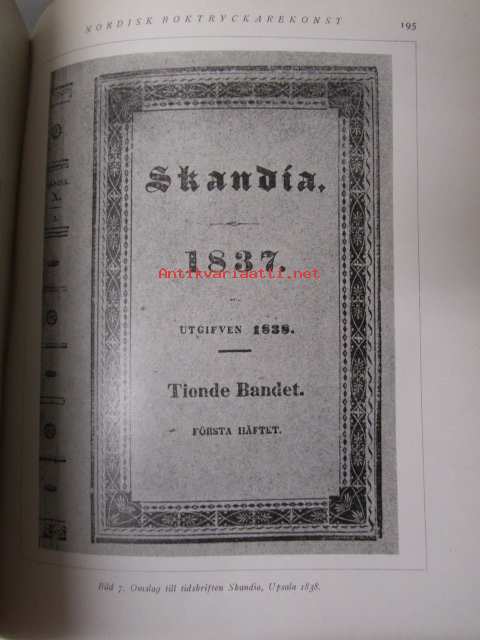 NORDISK BOKTRYCKAREKONST 195
Skandia.
1837.
Antikvariaatti.net
UTGIFVEN 1838.
Tionde Bandet.
FÖRSTA HÄFTET.
X.
Bild 7. Omslag till tidskriften Skandia, Upsala 1838.